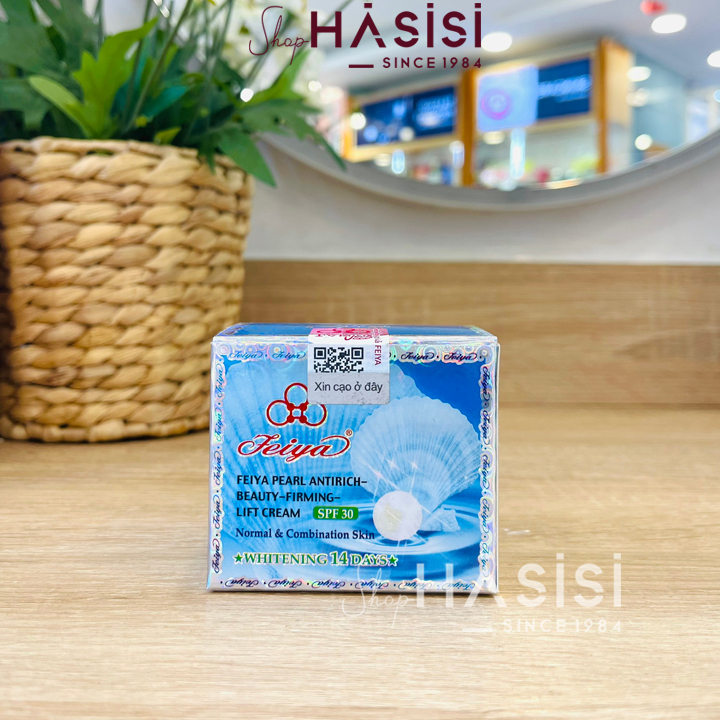 Shop HASiSi
SINCE 1984
FEIYA
Xin cạo ở đây
Feiya®
FEIYA PEARL ANTIRICH-
BEAUTY-FIRMING-
LIFT CREAM SPF 30
Normal & Combination Skin
★WHITENING 14 DAYS★
Shop HASiSi
SINCE 1984